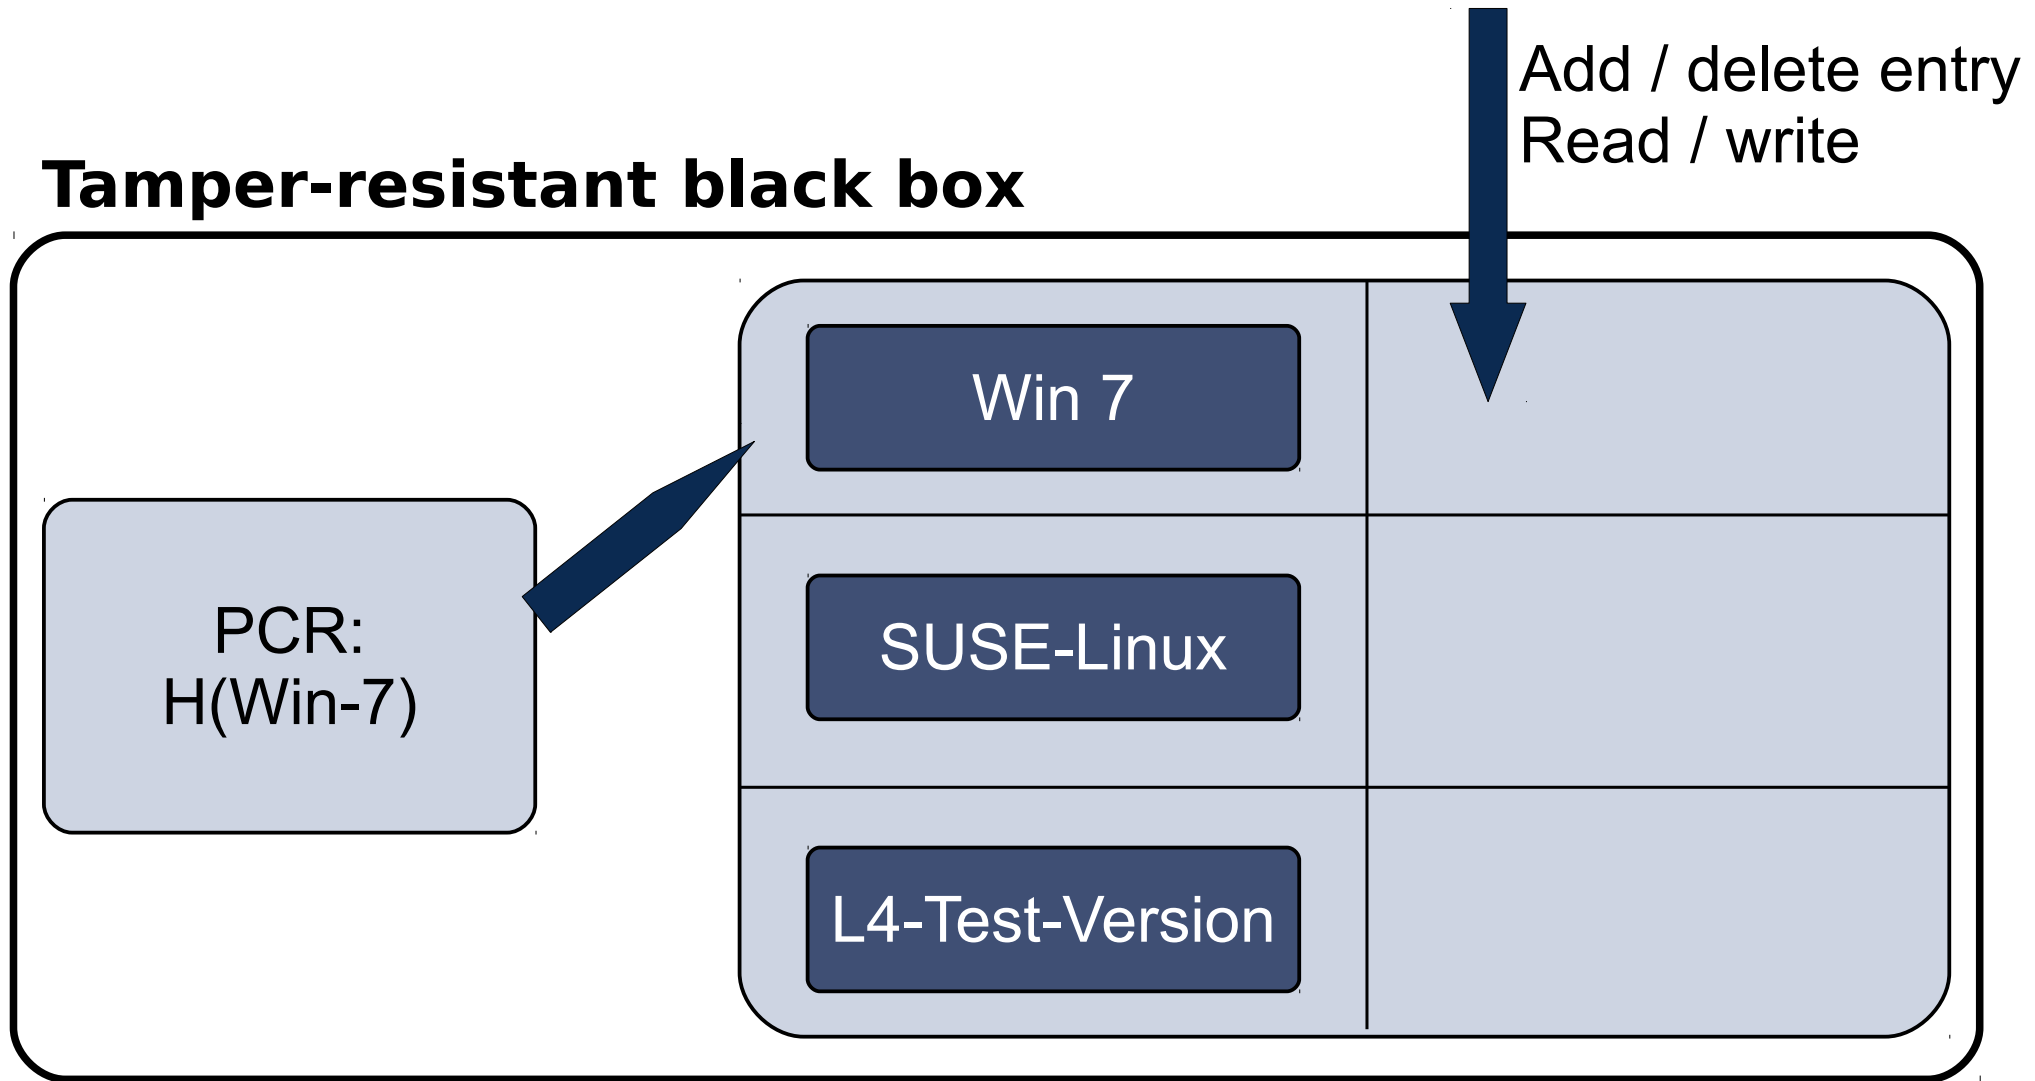 Add / delete entry
Read / write
Tamper-resistant black box
Win 7
PCR:
H(Win-7)
SUSE-Linux
L4-Test-Version